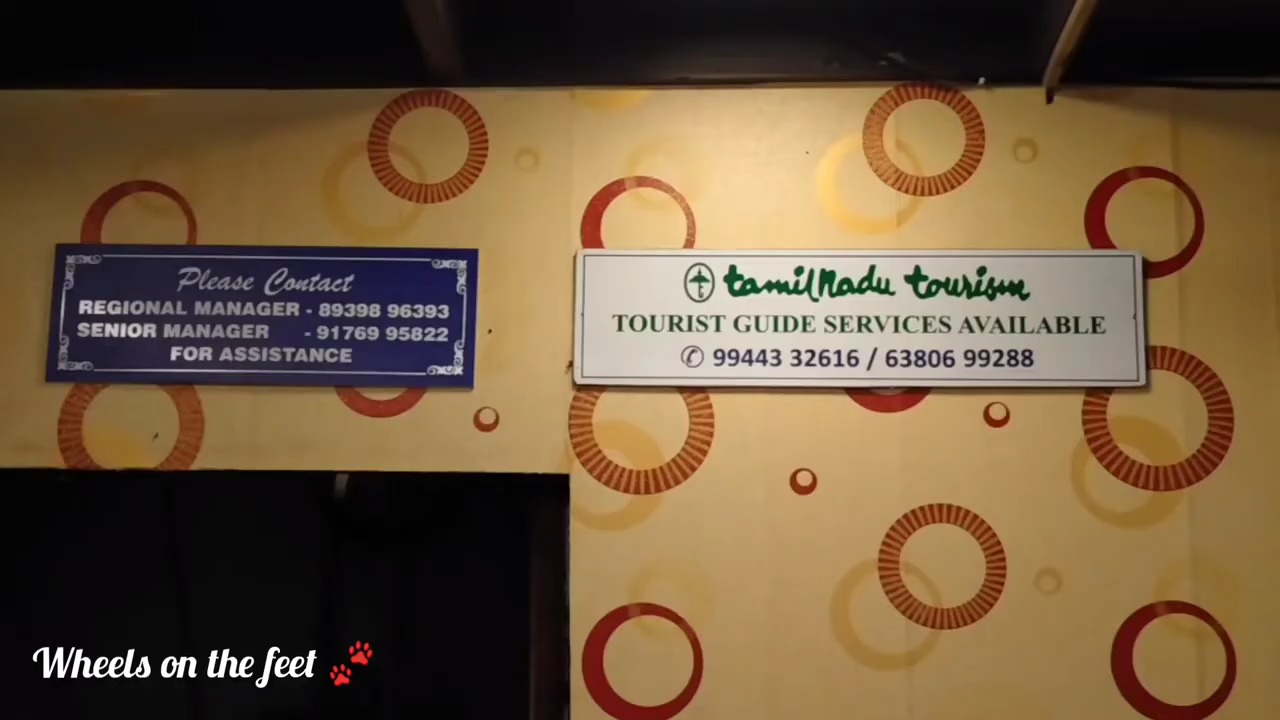 Please Contact
REGIONAL MANAGER - 89398 96393
SENIOR MANAGER - 91769 95822
FOR ASSISTANCE
tamilnadu tourism
TOURIST GUIDE SERVICES AVAILABLE
✆ 99443 32616 / 63806 99288
Wheels on the feet 🐾